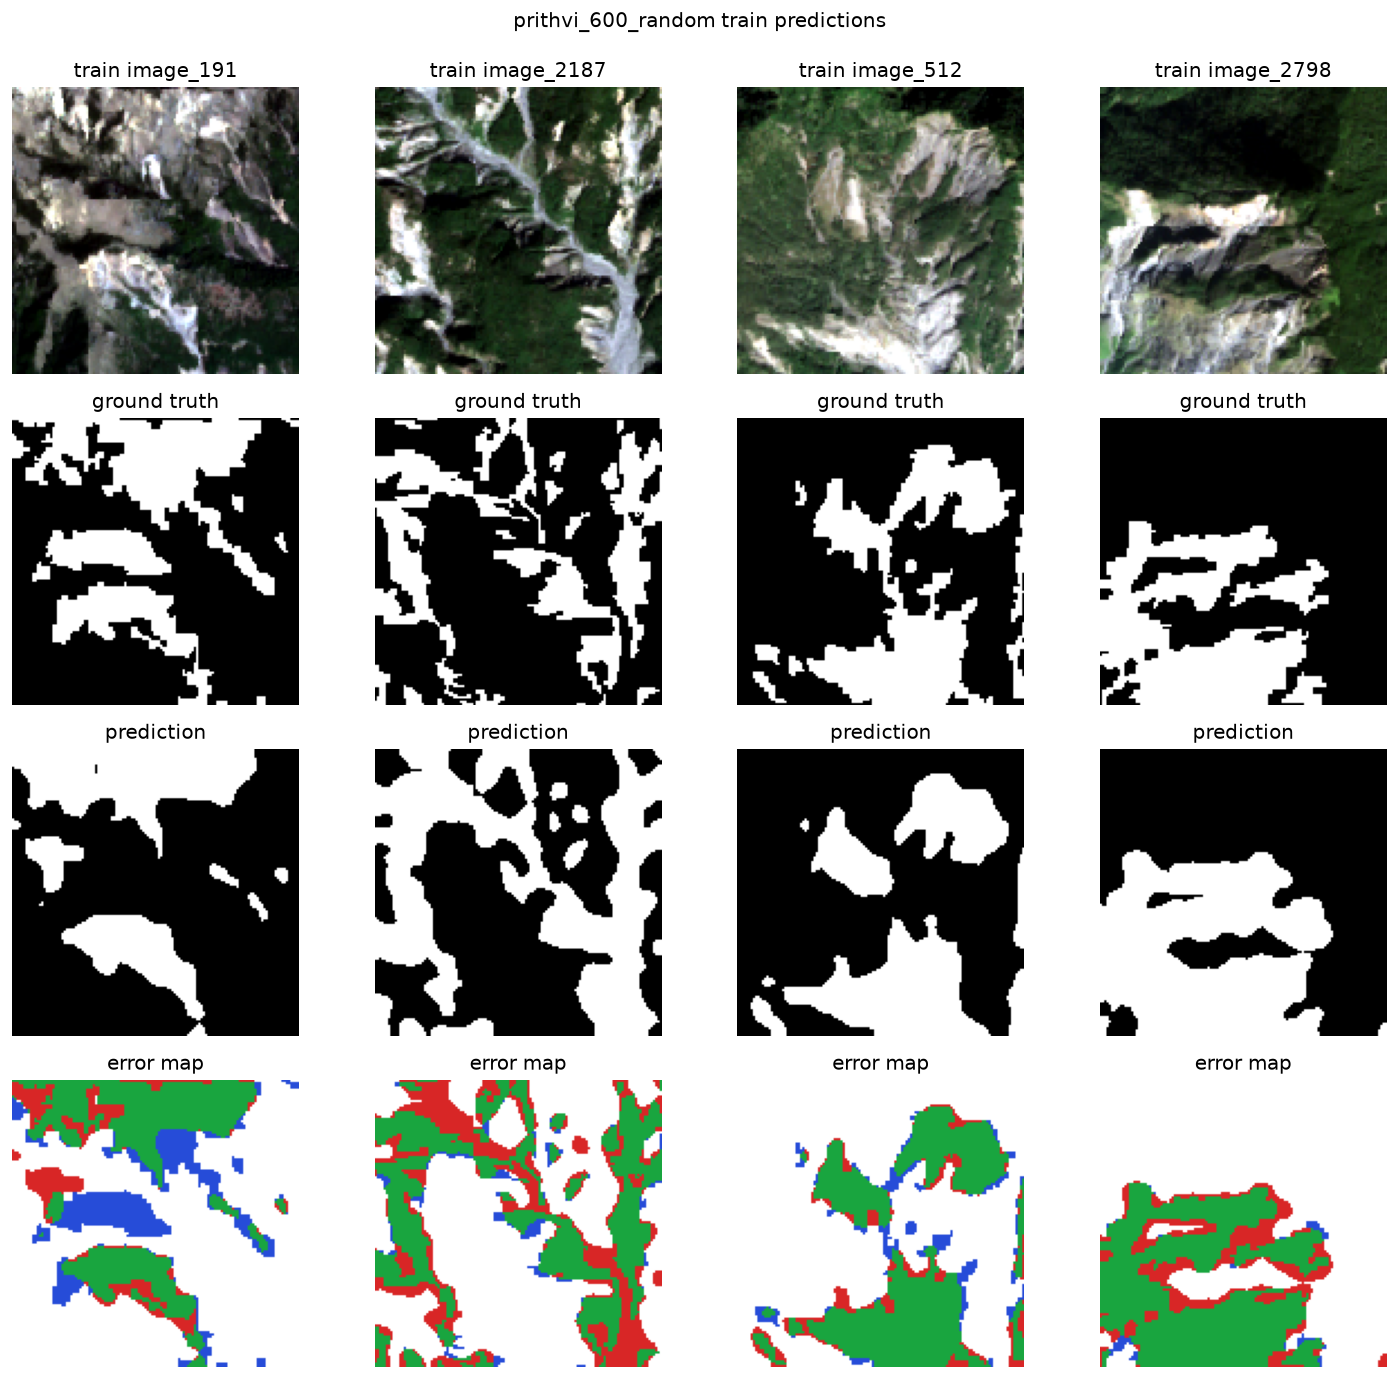 prithvi_600_random train predictions
train image_191
train image_2187
train image_512
train image_2798
ground truth
ground truth
ground truth
ground truth
prediction
prediction
prediction
prediction
error map
error map
error map
error map